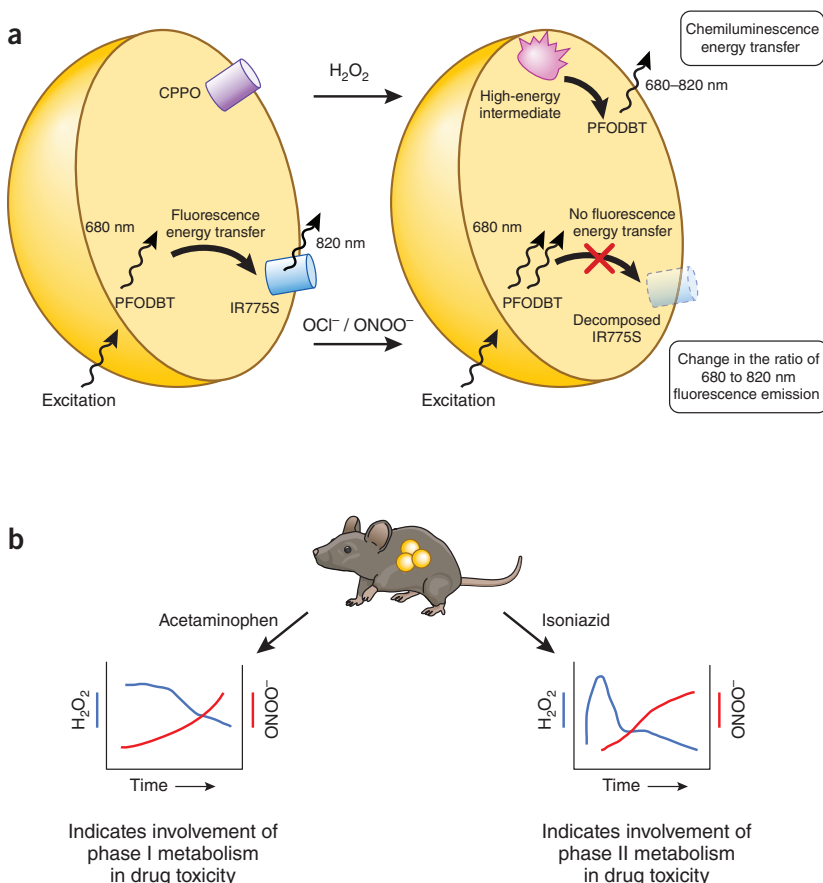 a
CPPO
H2O2
High-energy
intermediate
PFODBT
680–820 nm
Chemiluminescence
energy transfer
680 nm
Fluorescence
energy transfer
820 nm
PFODBT
IR775S
Excitation
OCl– / ONOO–
680 nm
No fluorescence
energy transfer
PFODBT
Decomposed
IR775S
Excitation
Change in the ratio of
680 to 820 nm
fluorescence emission
b
Acetaminophen
Isoniazid
H2O2
ONOO–
Time
H2O2
ONOO–
Time
Indicates involvement of
phase I metabolism
in drug toxicity
Indicates involvement of
phase II metabolism
in drug toxicity